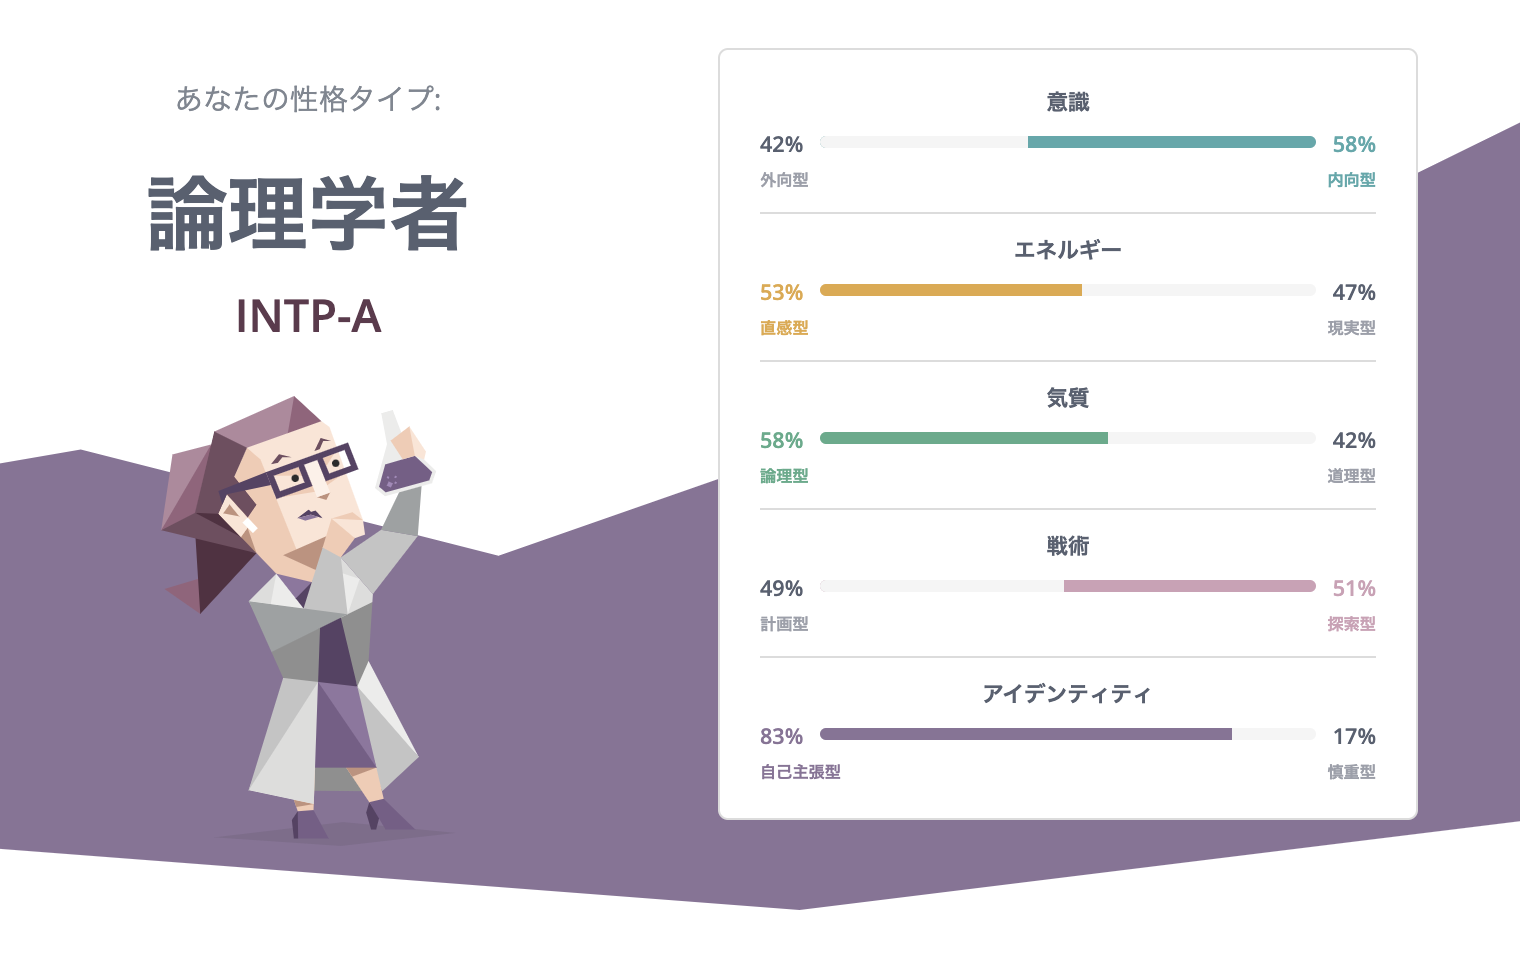 あなたの性格タイプ:
論理学者
INTP-A
意識
42% 58%
外向型 内向型
エネルギー
53% 47%
直感型 現実型
気質
58% 42%
論理型 道理型
戦術
49% 51%
計画型 探索型
アイデンティティ
83% 17%
自己主張型 慎重型